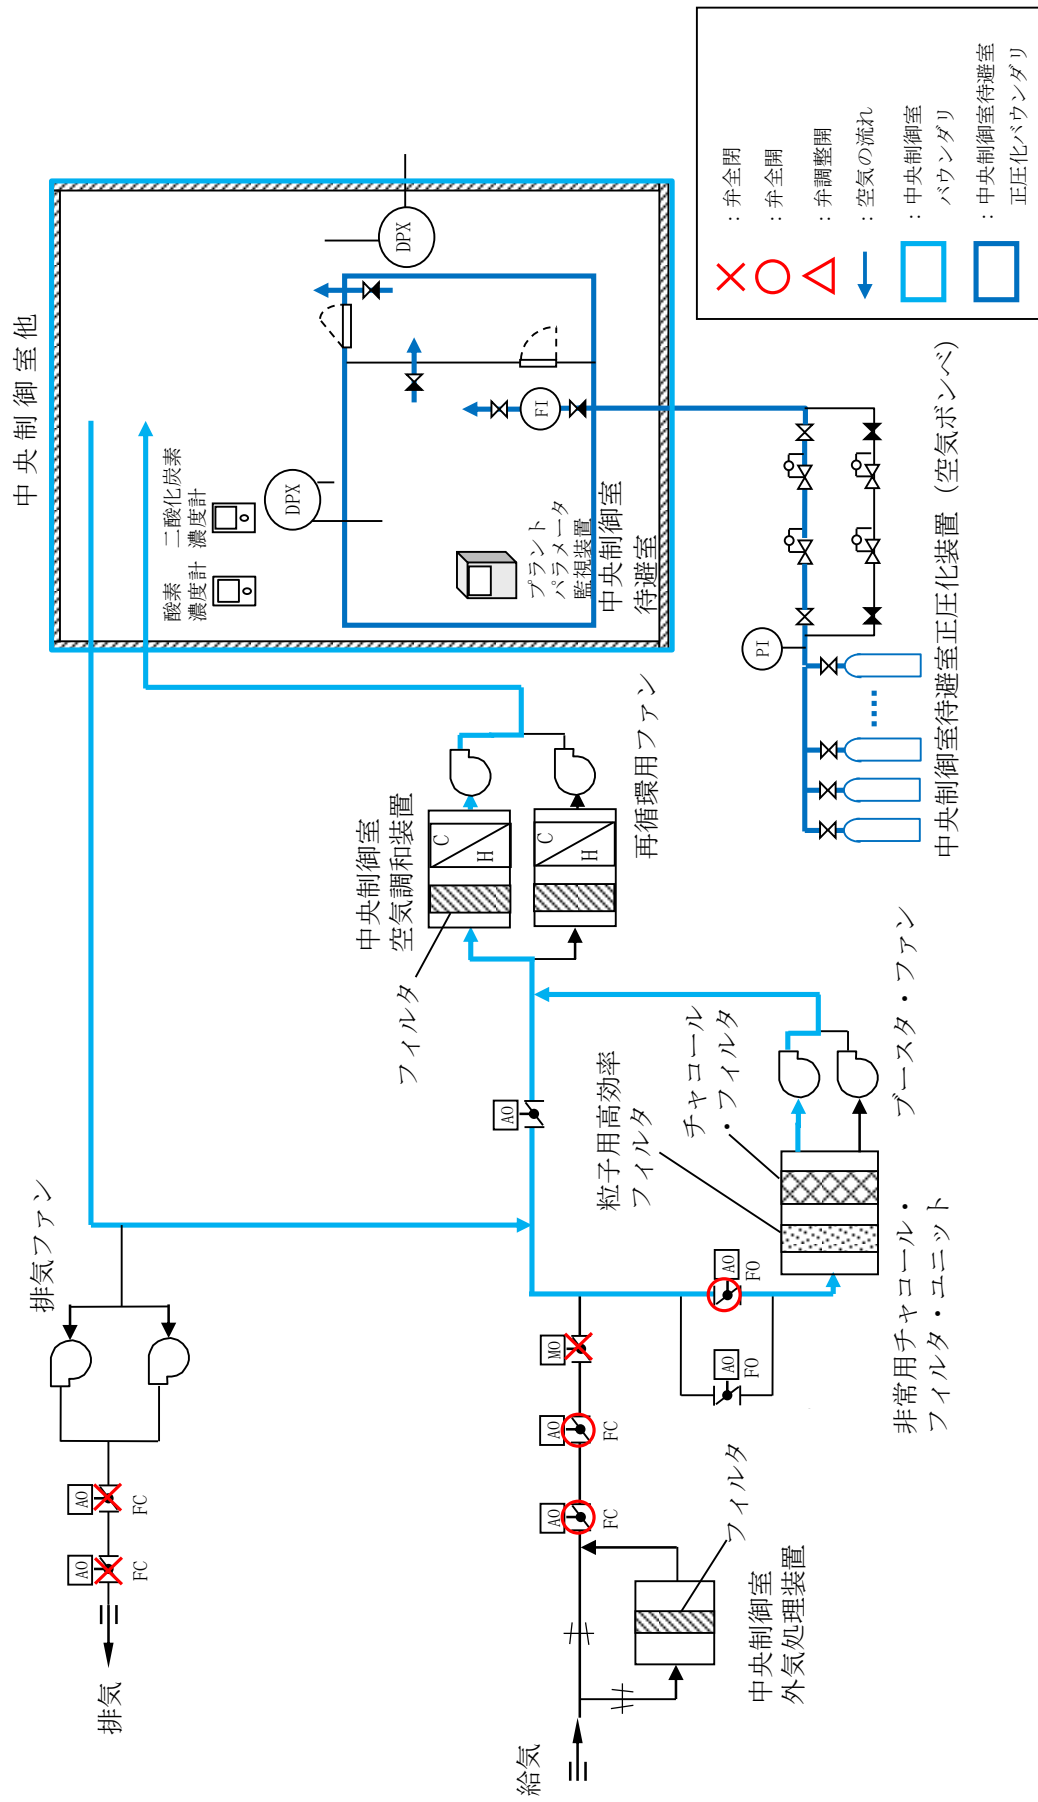 中央制御室他
酸素
濃度計
二酸化炭素
濃度計
DPX
DPX
プラント
パラメータ
監視装置
中央制御室
待避室
FI
PI
中央制御室待避室正圧化装置（空気ボンベ）
排気ファン
排気
AO
FC
AO
FC
中央制御室
空気調和装置
フィルタ
C
H
C
H
再循環用ファン
AO
給気
中央制御室
外気処理装置
フィルタ
AO
FC
AO
FC
MO
AO
FO
AO
FO
粒子用高効率
フィルタ
チャコール
・フィルタ
ブースタ・ファン
非常用チャコール・
フィルタ・ユニット
：弁全閉
：弁全開
：弁調整開
：空気の流れ
：中央制御室
バウンダリ
：中央制御室待避室
正圧化バウンダリ